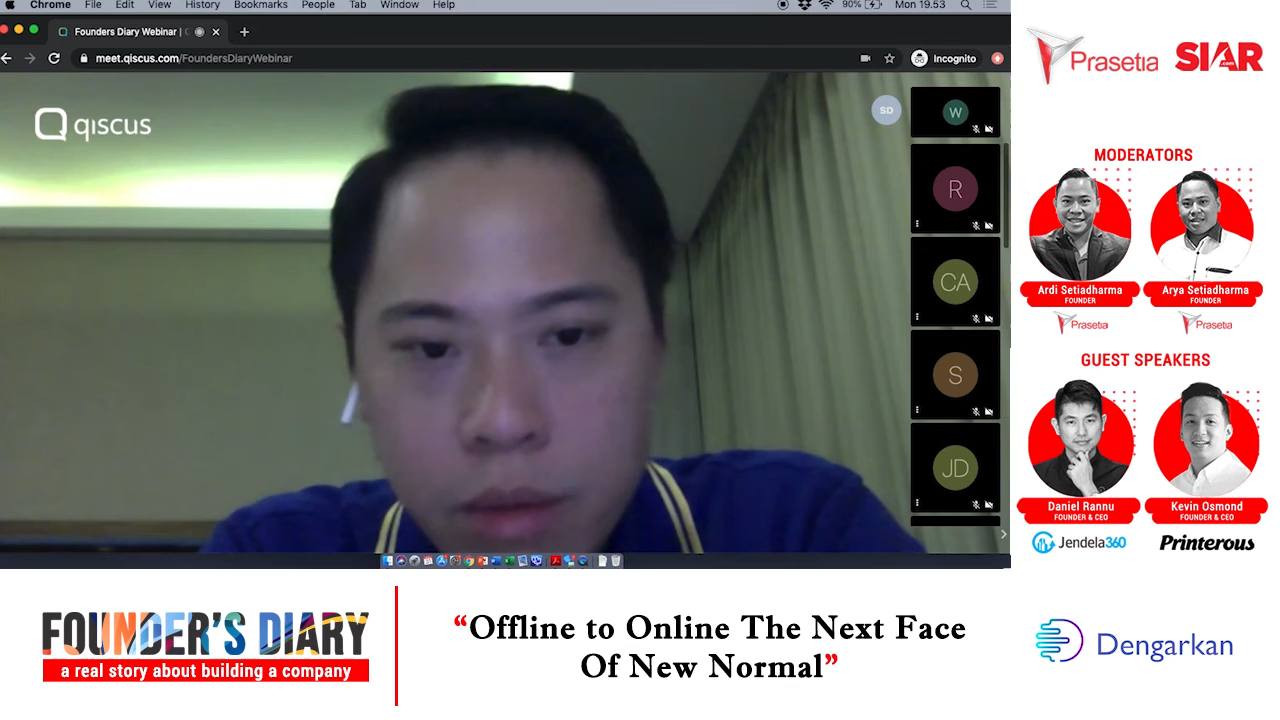 Chrome File Edit View History Bookmarks People Tab Window Help 90% Mon 19.53
Founders Diary Webinar |
meet.qiscus.com/FoundersDiaryWebinar
Incognito
qiscus
SD
W
R
CA
S
JD
Prasetia SIAR.com
MODERATORS
Ardi Setiadharma
FOUNDER
Prasetia
Arya Setiadharma
FOUNDER
Prasetia
GUEST SPEAKERS
Daniel Rannu
FOUNDER & CEO
Jendela360
Kevin Osmond
FOUNDER & CEO
Printerous
FOUNDER'S DIARY
a real story about building a company
“Offline to Online The Next Face
Of New Normal”
Dengarkan